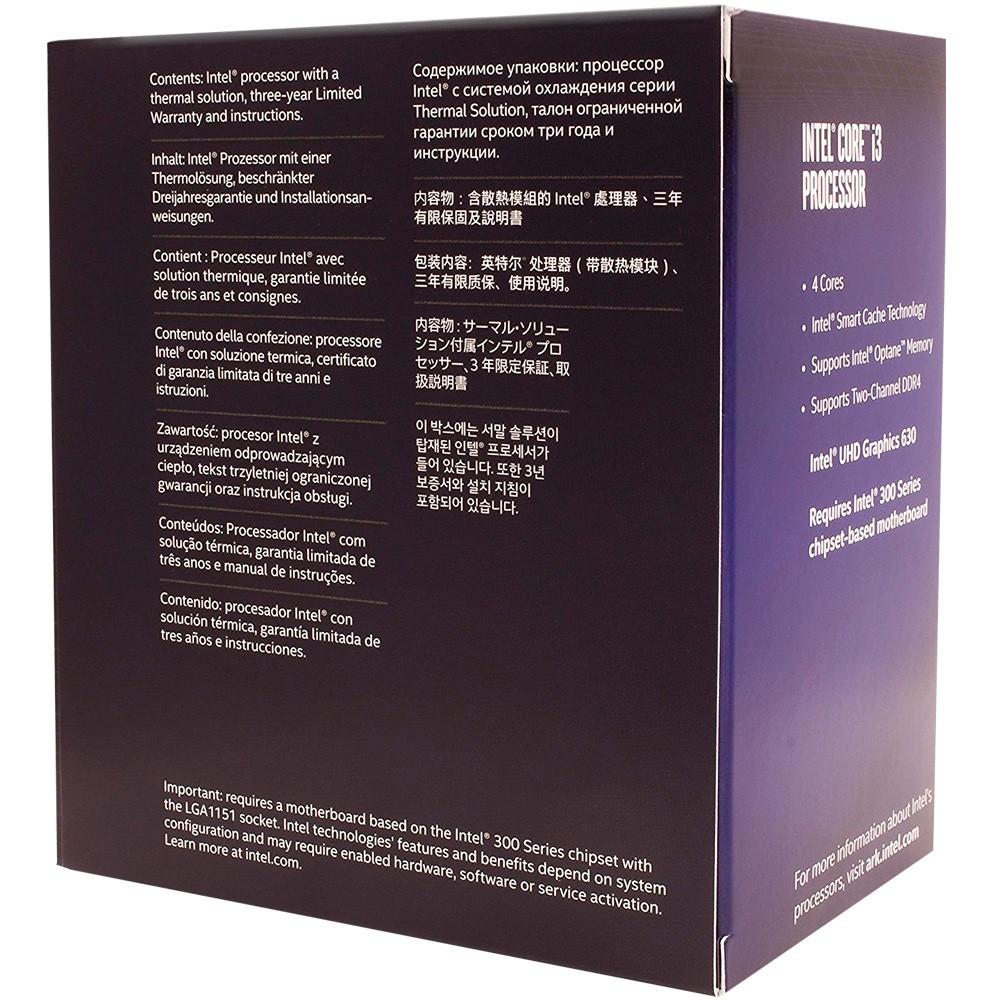 Contents: Intel® processor with a
thermal solution, three-year Limited
Warranty and instructions.
Inhalt: Intel® Prozessor mit einer
Thermolösung, beschränkter
Dreijahresgarantie und Installationsan-
weisungen.
Contient : Processeur Intel® avec
solution thermique, garantie limitée
de trois ans et consignes.
Contenuto della confezione: processore
Intel® con soluzione termica, certificato
di garanzia limitata di tre anni e
istruzioni.
Zawartość: procesor Intel® z
urządzeniem odprowadzającym
ciepło, tekst trzyletniej ograniczonej
gwarancji oraz instrukcja obsługi.
Conteúdos: Processador Intel® com
solução térmica, garantia limitada de
três anos e manual de instruções.
Contenido: procesador Intel® con
solución térmica, garantía limitada de
tres años e instrucciones.
Содержимое упаковки: процессор
Intel® с системой охлаждения серии
Thermal Solution, талон ограниченной
гарантии сроком три года и
инструкции.
內容物：含散熱模組的 Intel® 處理器、三年
有限保固及說明書
包装内容: 英特尔® 处理器 ( 带散热模块 ) 、
三年有限质保、使用说明。
内容物 : サーマル・ソリュー
ション付属インテル® プロ
セッサー、3 年限定保証、取
扱説明書
이 박스에는 서말 솔루션이
탑재된 인텔® 프로세서가
들어 있습니다. 또한 3년
보증서와 설치 지침이
포함되어 있습니다.
Important: requires a motherboard based on the Intel® 300 Series chipset with
the LGA1151 socket. Intel technologies' features and benefits depend on system
configuration and may require enabled hardware, software or service activation.
Learn more at intel.com.
INTEL® CORE™ i3
PROCESSOR
• 4 Cores
• Intel® Smart Cache Technology
• Supports Intel® Optane™ Memory
• Supports Two-Channel DDR4
Intel® UHD Graphics 630
Requires Intel® 300 Series
chipset-based motherboard
For more information about Intel's
processors, visit ark.intel.com